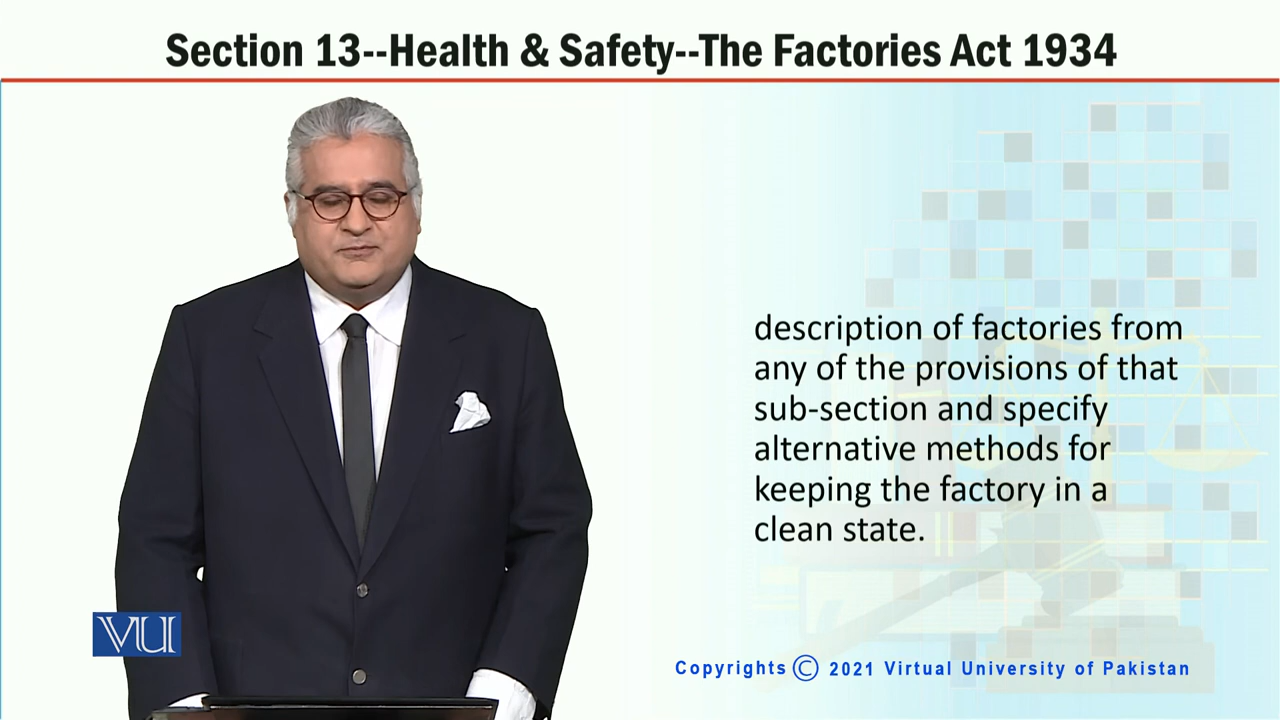 Section 13--Health & Safety--The Factories Act 1934
description of factories from
any of the provisions of that
sub-section and specify
alternative methods for
keeping the factory in a
clean state.
VU
Copyrights © 2021 Virtual University of Pakistan